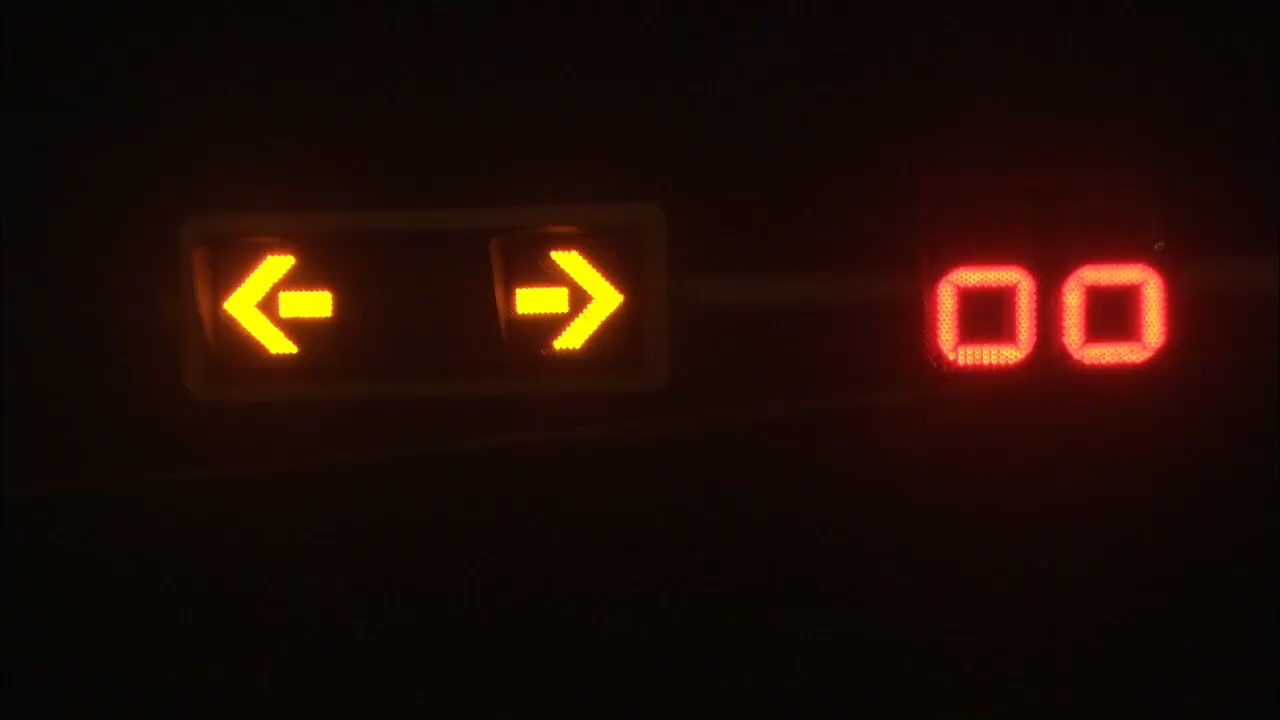 ← → 00